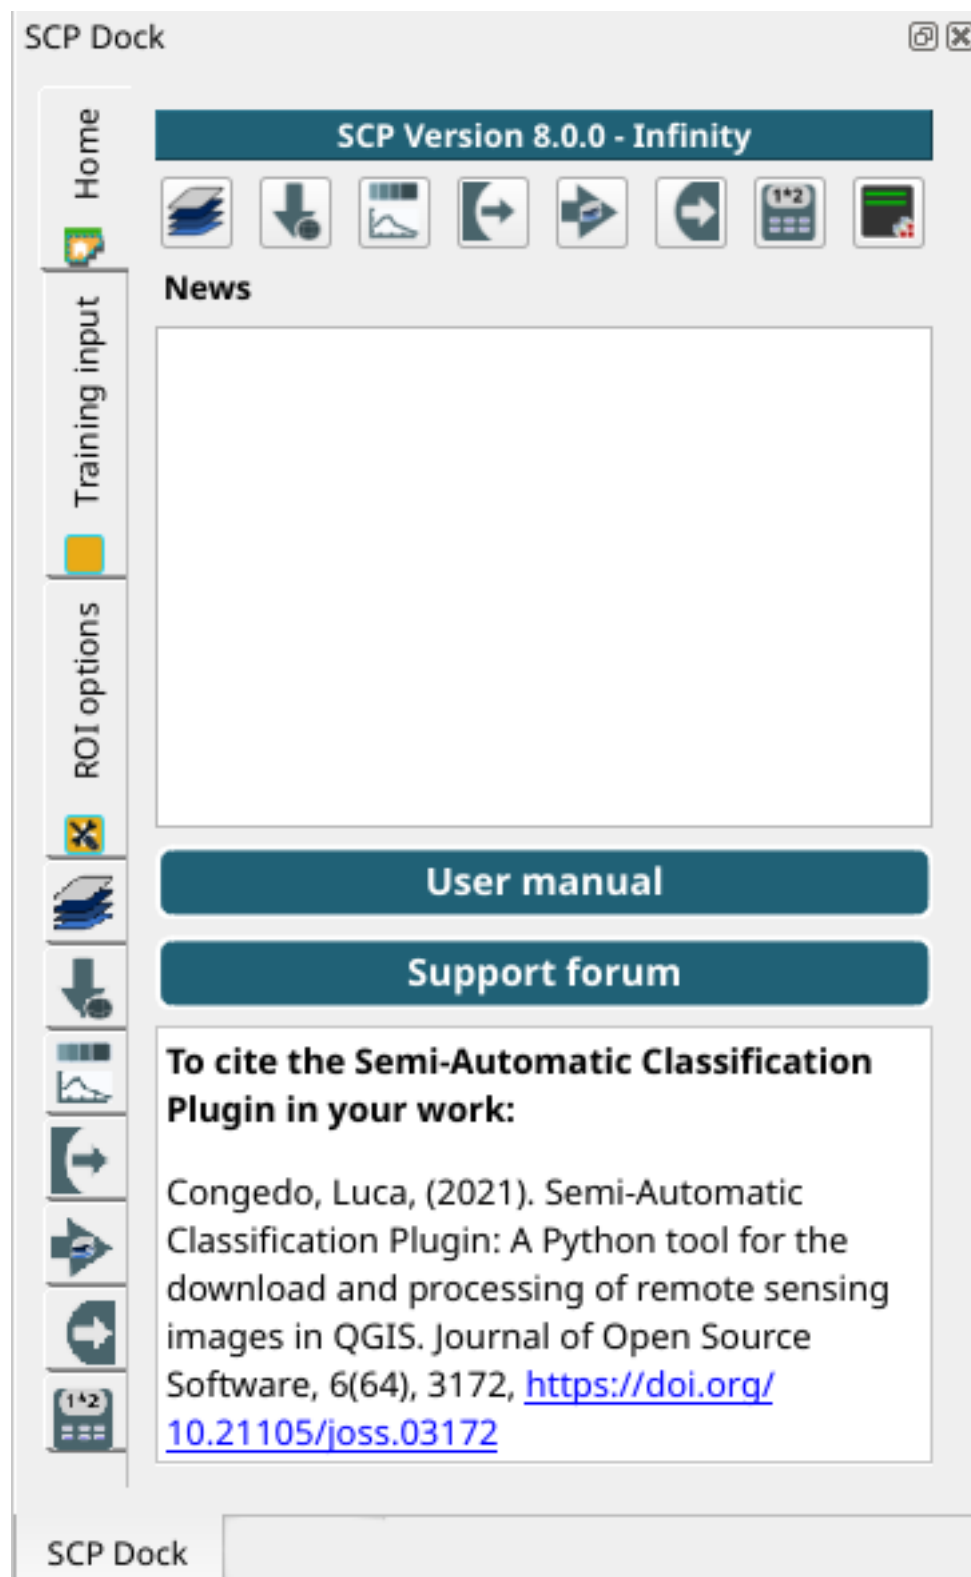 SCP Dock
Home
Training input
ROI options
SCP Version 8.0.0 - Infinity
1*2
News
User manual
Support forum
To cite the Semi-Automatic Classification
Plugin in your work:
Congedo, Luca, (2021). Semi-Automatic
Classification Plugin: A Python tool for the
download and processing of remote sensing
images in QGIS. Journal of Open Source
Software, 6(64), 3172, https://doi.org/
10.21105/joss.03172
1*2
SCP Dock